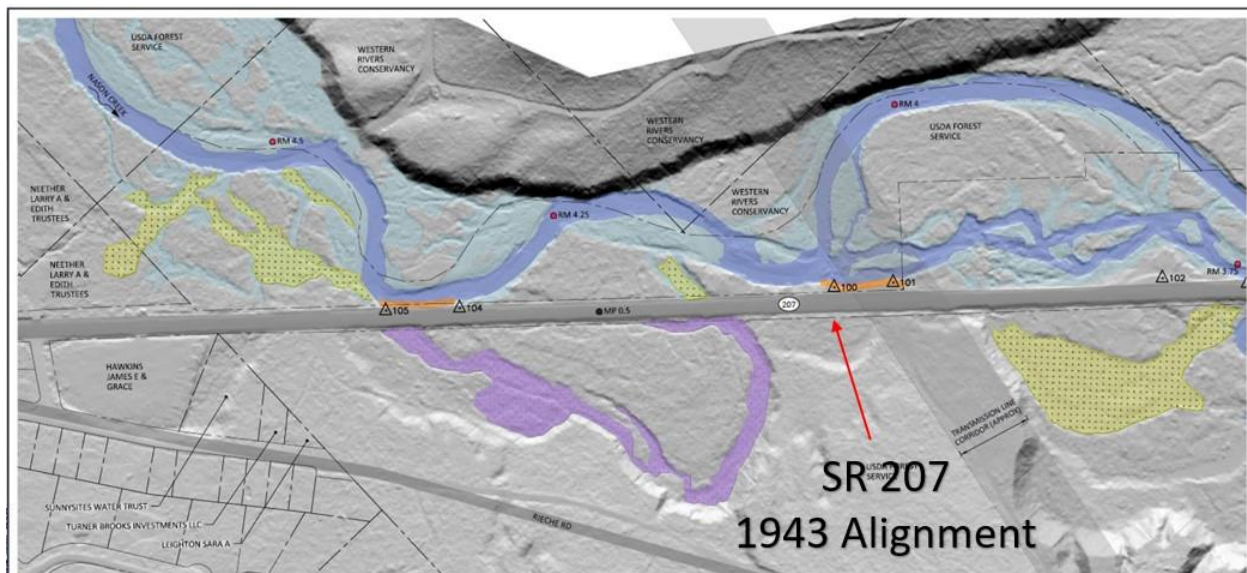 USDA FOREST
SERVICE
WESTERN
RIVERS
CONSERVANCY
NASON CREEK
RM 4.5
WESTERN
RIVERS
CONSERVANCY
RM 4
USDA FOREST
SERVICE
NEETHER
LARRY A &
EDITH
TRUSTEES
RM 4.25
WESTERN
RIVERS
CONSERVANCY
NEETHER
LARRY A &
EDITH
TRUSTEES
RM 3.75
102
101
100
105
104
MP 0.5
207
HAWKINS
JAMES E &
GRACE
TRANSMISSION LINE
CORRIDOR (APPROX)
USDA FOREST
SERVICE
SR 207
1943 Alignment
SUNNYSITES WATER TRUST
TURNER BROOKS INVESTMENTS LLC
LEIGHTON SARA A
RIECHE RD